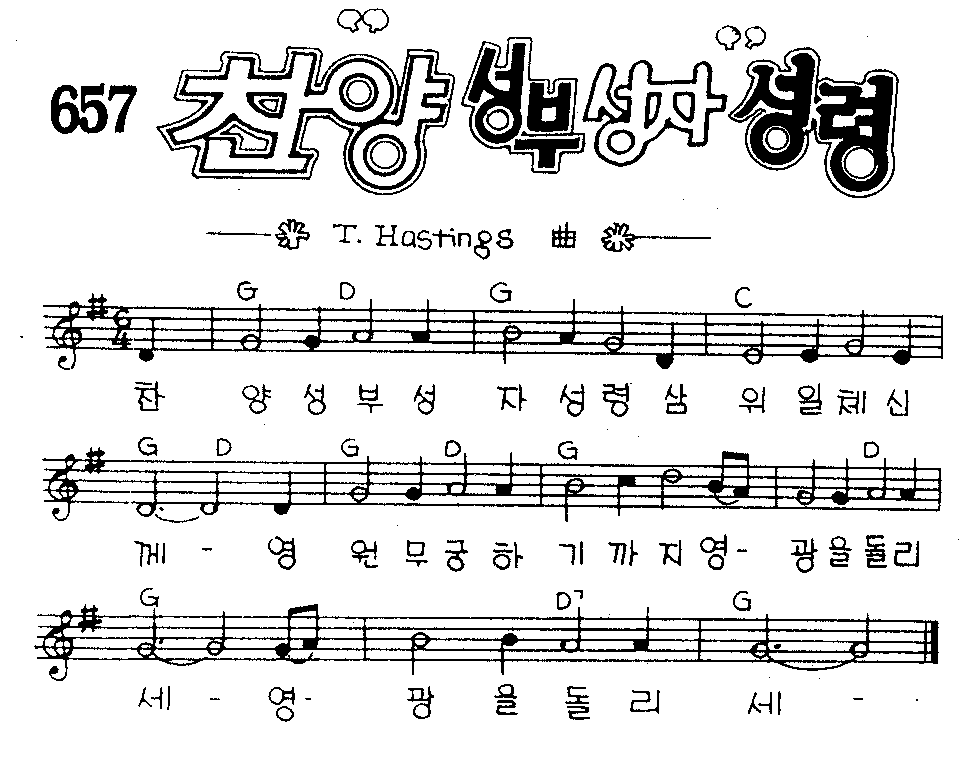 657 찬양 성부 성자 성령
T. Hastings 曲
G D G C
6
4
찬 양 성 부 성 자 성 령 삼 위 일 체 신
G D G D G D
께 - 영 원 무 궁 하 기 까 지 영 - 광 을 돌 리
G D7 G
세 - 영 - 광 을 돌 리 세 -